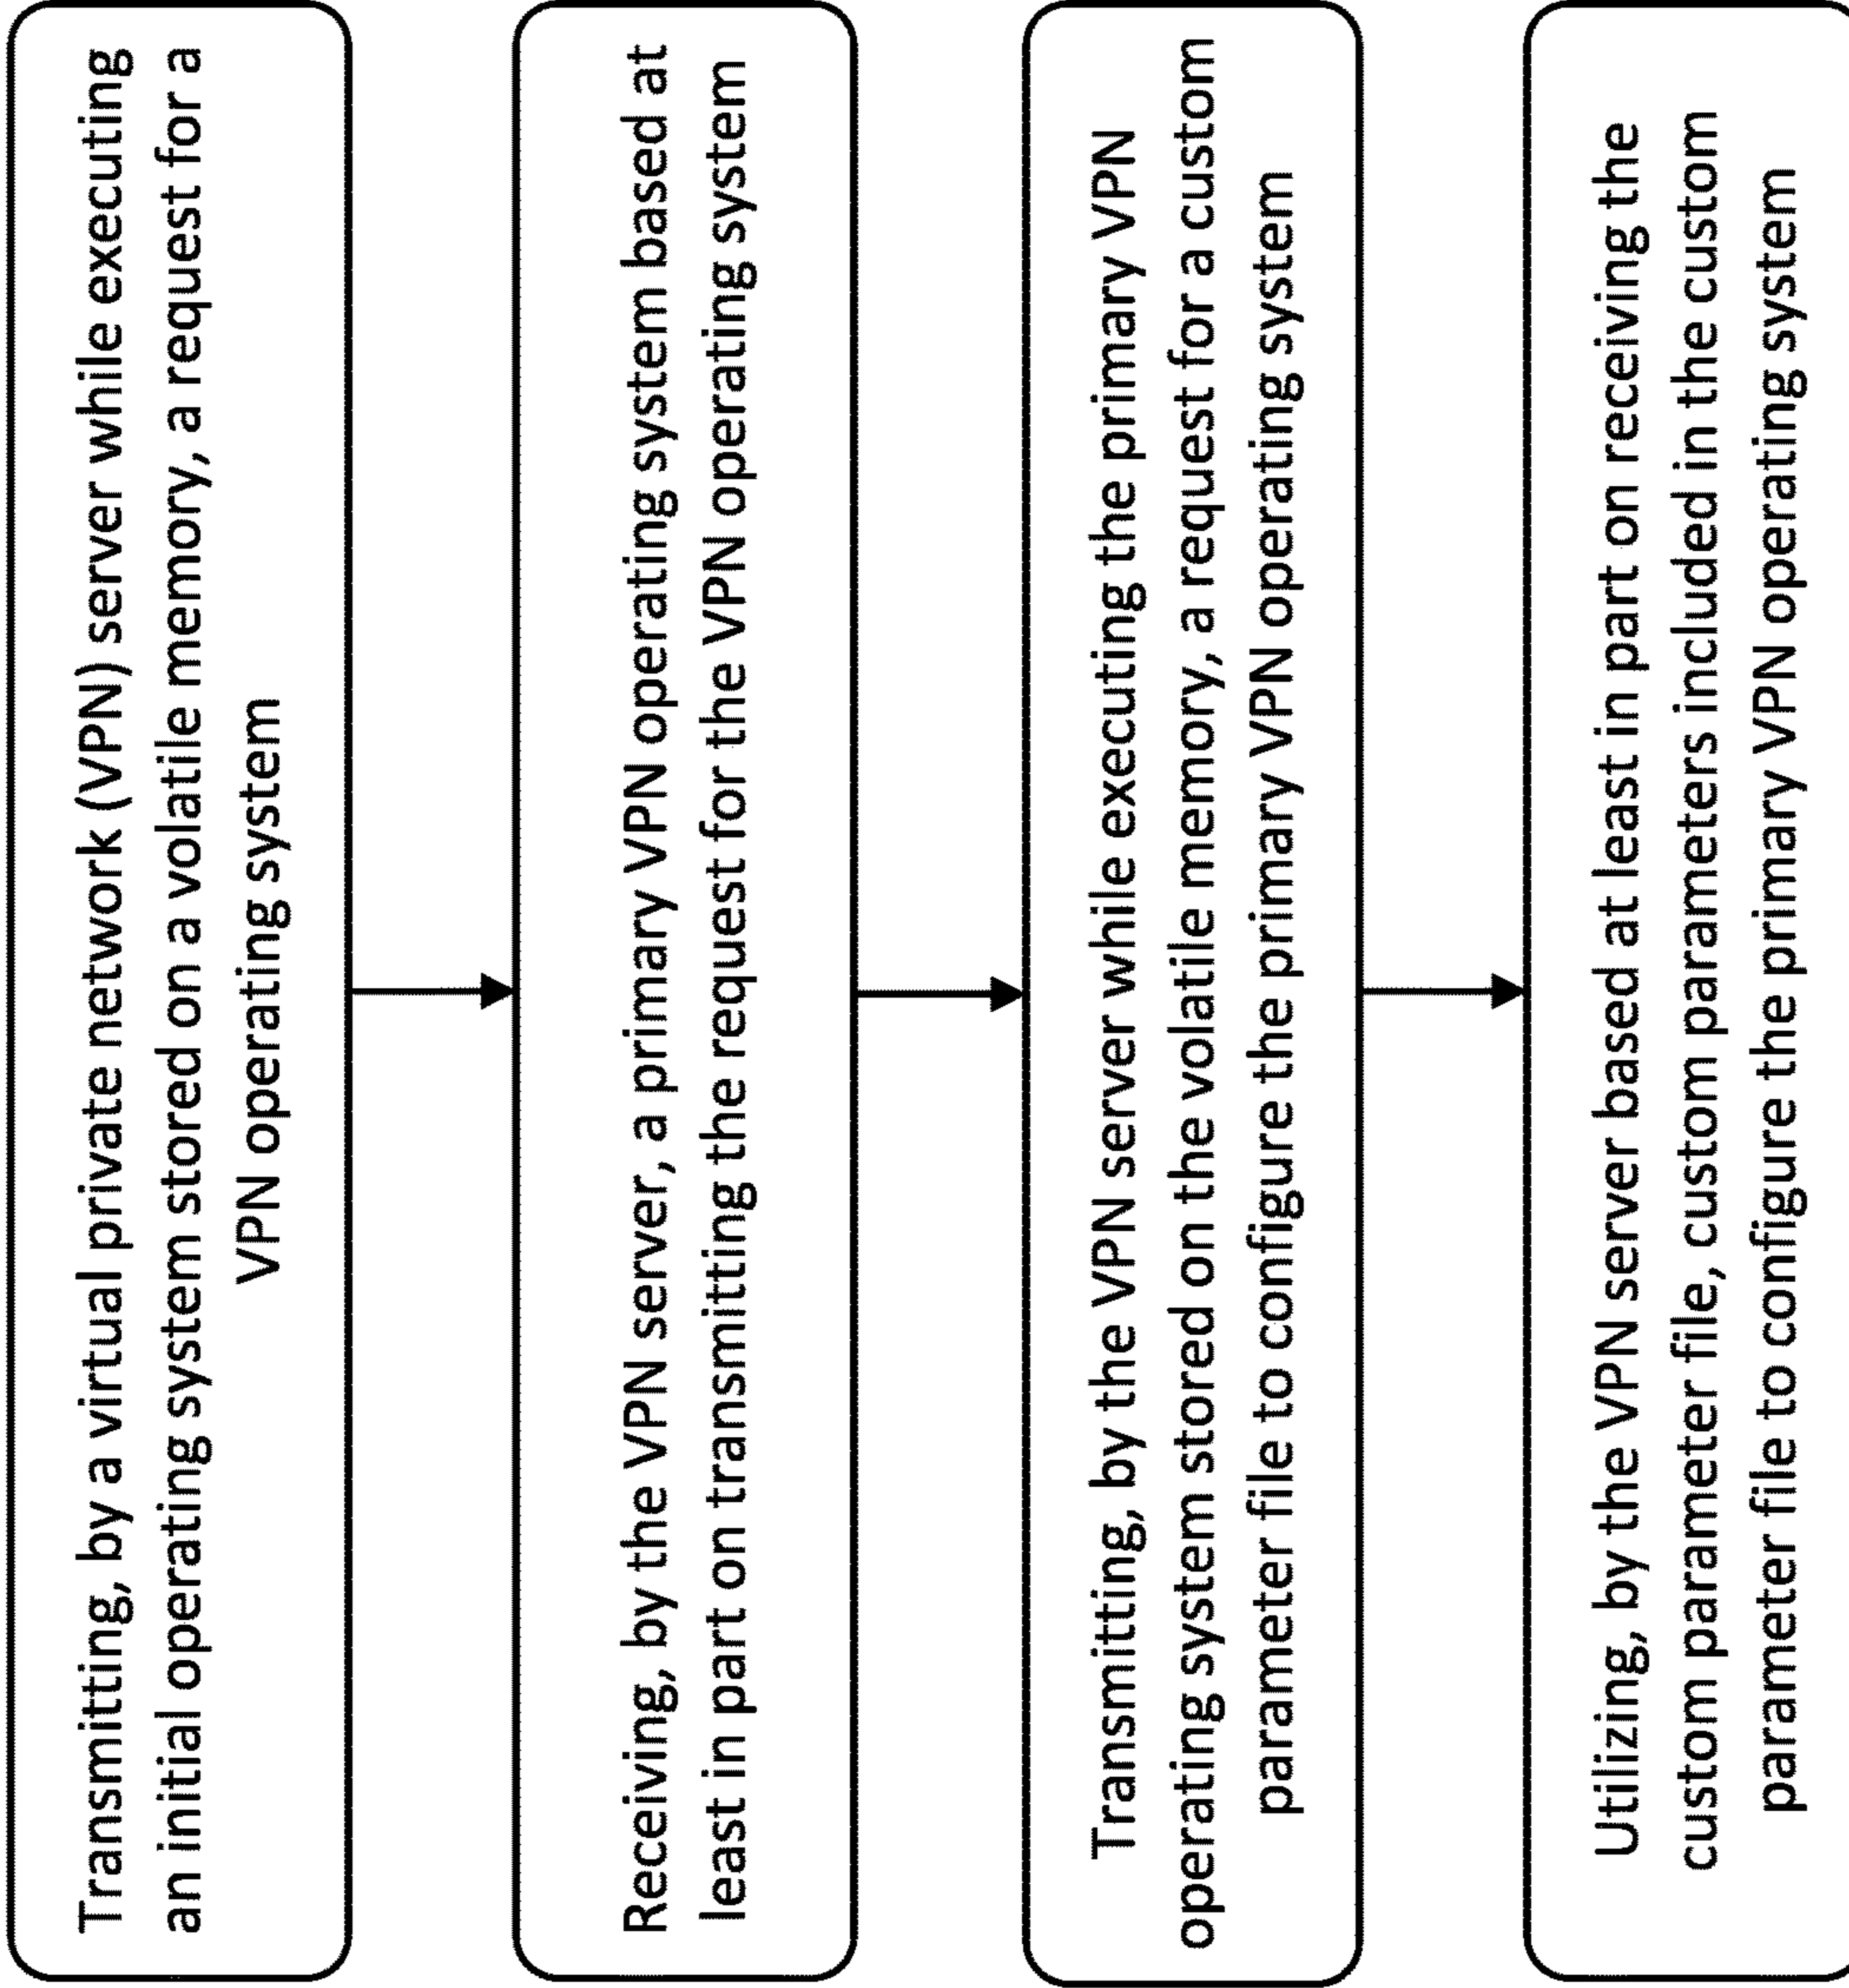 Transmitting, by a virtual private network (VPN) server while executing
an initial operating system stored on a volatile memory, a request for a
VPN operating system
Receiving, by the VPN server, a primary VPN operating system based at
least in part on transmitting the request for the VPN operating system
Transmitting, by the VPN server while executing the primary VPN
operating system stored on the volatile memory, a request for a custom
parameter file to configure the primary VPN operating system
Utilizing, by the VPN server based at least in part on receiving the
custom parameter file, custom parameters included in the custom
parameter file to configure the primary VPN operating system